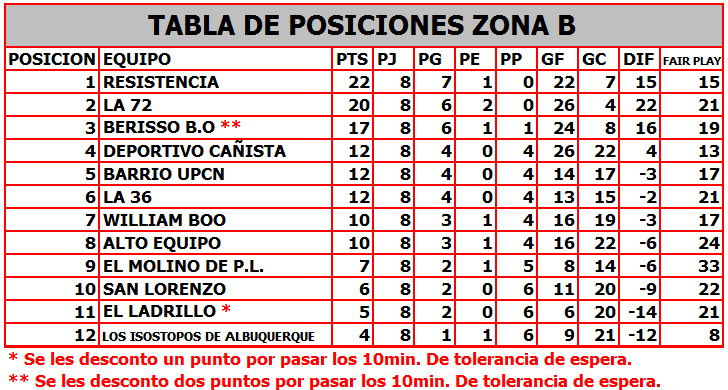 TABLA DE POSICIONES ZONA B
POSICION EQUIPO PTS PJ PG PE PP GF GC DIF FAIR PLAY
1 RESISTENCIA 22 8 7 1 0 22 7 15 15
2 LA 72 20 8 6 2 0 26 4 22 21
3 BERISSO B.O ** 17 8 6 1 1 24 8 16 19
4 DEPORTIVO CAÑISTA 12 8 4 0 4 26 22 4 13
5 BARRIO UPCN 12 8 4 0 4 14 17 -3 17
6 LA 36 12 8 4 0 4 13 15 -2 21
7 WILLIAM BOO 10 8 3 1 4 16 19 -3 17
8 ALTO EQUIPO 10 8 3 1 4 16 22 -6 24
9 EL MOLINO DE P.L. 7 8 2 1 5 8 14 -6 33
10 SAN LORENZO 6 8 2 0 6 11 20 -9 22
11 EL LADRILLO * 5 8 2 0 6 6 20 -14 21
12 LOS ISOSTOPOS DE ALBUQUERQUE 4 8 1 1 6 9 21 -12 8
* Se les desconto un punto por pasar los 10min. De tolerancia de espera.
** Se les desconto dos puntos por pasar los 10min. De tolerancia de espera.